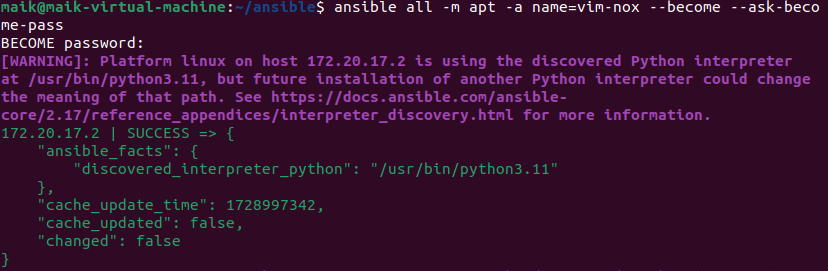 maik@maik-virtual-machine:~/ansible$ ansible all -m apt -a name=vim-nox --become --ask-beco
me-pass
BECOME password:
[WARNING]: Platform linux on host 172.20.17.2 is using the discovered Python interpreter
at /usr/bin/python3.11, but future installation of another Python interpreter could change
the meaning of that path. See https://docs.ansible.com/ansible-
core/2.17/reference_appendices/interpreter_discovery.html for more information.
172.20.17.2 | SUCCESS => {
    "ansible_facts": {
        "discovered_interpreter_python": "/usr/bin/python3.11"
    },
    "cache_update_time": 1728997342,
    "cache_updated": false,
    "changed": false
}